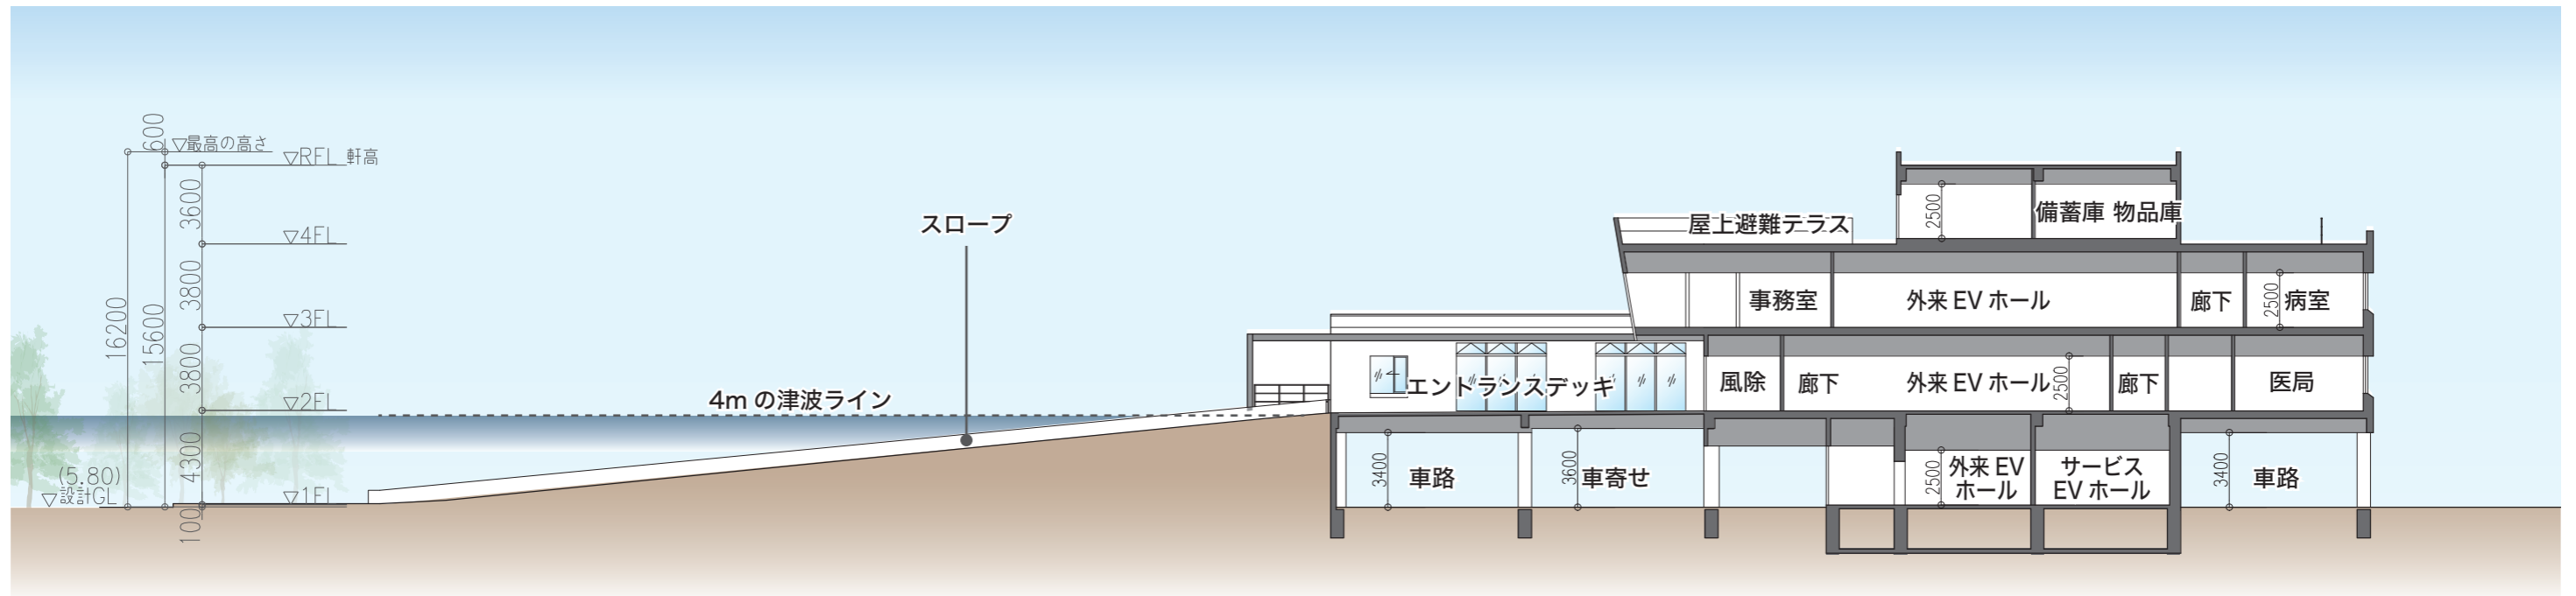 600
▽最高の高さ
▽RFL 軒高
3600
▽4FL
3800
▽3FL
16200
15600
3800
▽2FL
4300
(5.80)
▽設計GL
▽1FL
100
スロープ
4m の津波ライン
屋上避難テラス
2500
備蓄庫 物品庫
事務室
外来 EV ホール
廊下
2500
病室
エントランスデッキ
風除
廊下
外来 EV ホール
2500
廊下
医局
3400
車路
3600
車寄せ
2500
外来 EV
ホール
サービス
EV ホール
3400
車路